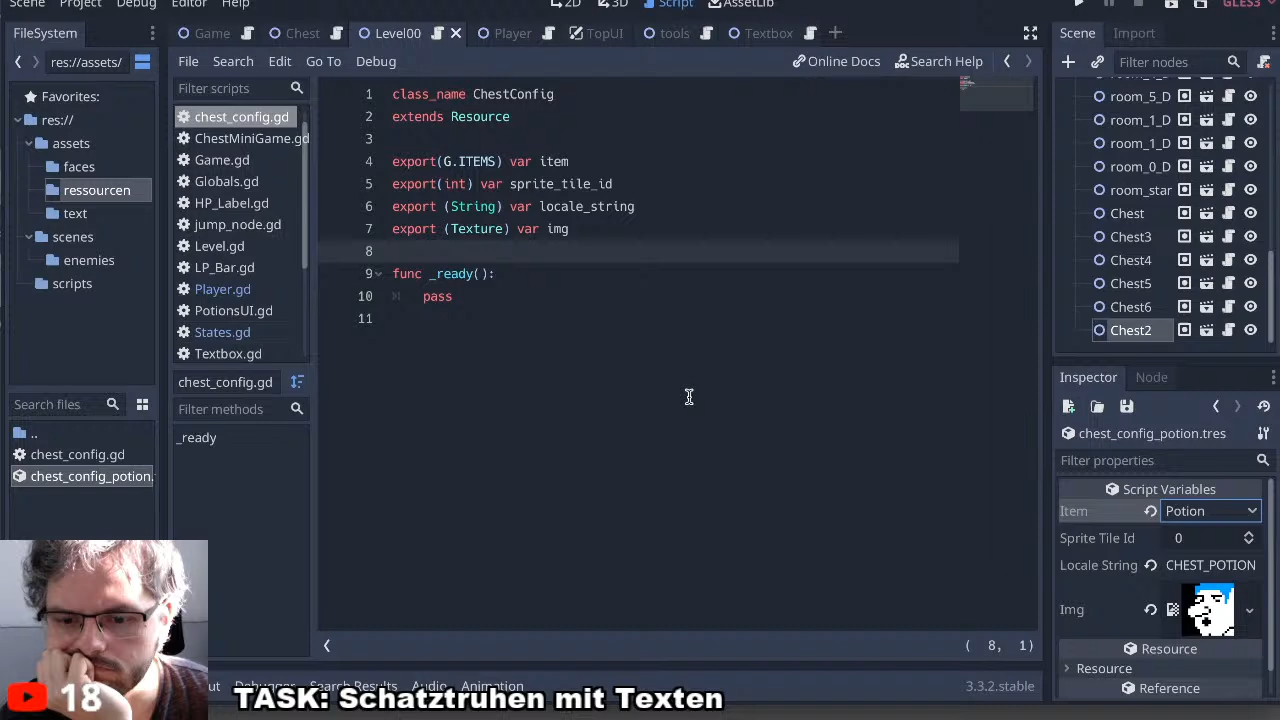 Scene Project Debug Editor Help
2D 3D Script AssetLib
GLES3
FileSystem
Game Chest Level00 Player TopUI tools Textbox
Scene Import
res://assets/
File Search Edit Go To Debug
Online Docs Search Help
Filter nodes
Filter scripts
Favorites:
res://
assets
faces
ressourcen
text
scenes
enemies
scripts
chest_config.gd
ChestMiniGame.gd
Game.gd
Globals.gd
HP_Label.gd
jump_node.gd
Level.gd
LP_Bar.gd
Player.gd
PotionsUI.gd
States.gd
Textbox.gd
1 class_name ChestConfig
2 extends Resource
3
4 export(G.ITEMS) var item
5 export(int) var sprite_tile_id
6 export (String) var locale_string
7 export (Texture) var img
8
9 func _ready():
10 pass
11
room_5_D
room_1_D
room_1_D
room_0_D
room_star
Chest
Chest3
Chest4
Chest5
Chest6
Chest2
Search files
..
chest_config.gd
chest_config_potion.
chest_config.gd
Filter methods
_ready
Inspector Node
chest_config_potion.tres
Filter properties
Script Variables
Item Potion
Sprite Tile Id 0
Locale String CHEST_POTION
Img
Resource
Resource
Reference
( 8, 1)
Debugger Search Results Audio Animation
3.3.2.stable
18
TASK: Schatztruhen mit Texten